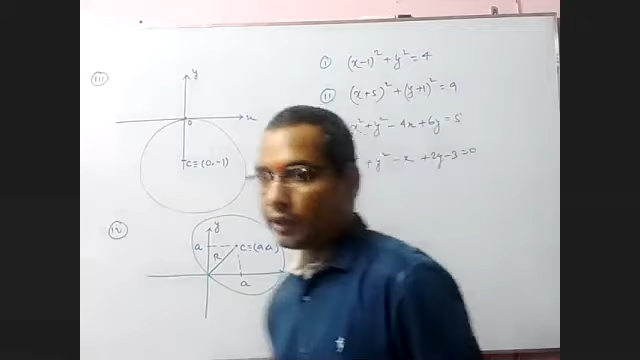 (iii)
y
x
0
C≡(0,-1)
(iv)
y
a
C≡(a,a)
R
a
(i) (x-1)² + y² = 4
(ii) (x+5)² + (y+1)² = 9
x² + y² - 4x + 6y = 5
+ y² - x + 2y - 3 = 0